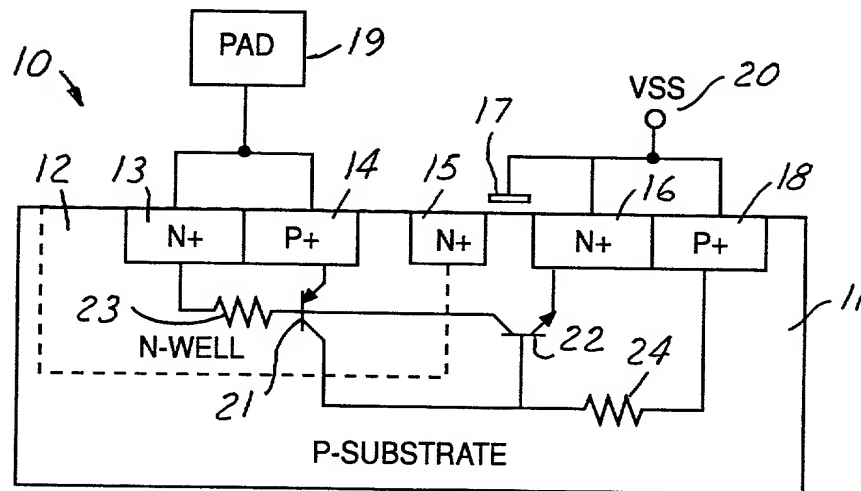 PAD
19
10
VSS
20
17
12
13
14
15
16
18
N+
P+
N+
N+
P+
11
23
N-WELL
21
22
24
P-SUBSTRATE